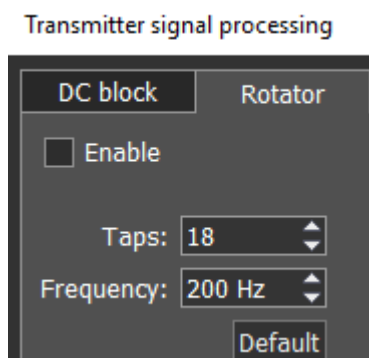 Transmitter signal processing
DC block Rotator
Enable
Taps: 18
Frequency: 200 Hz
Default